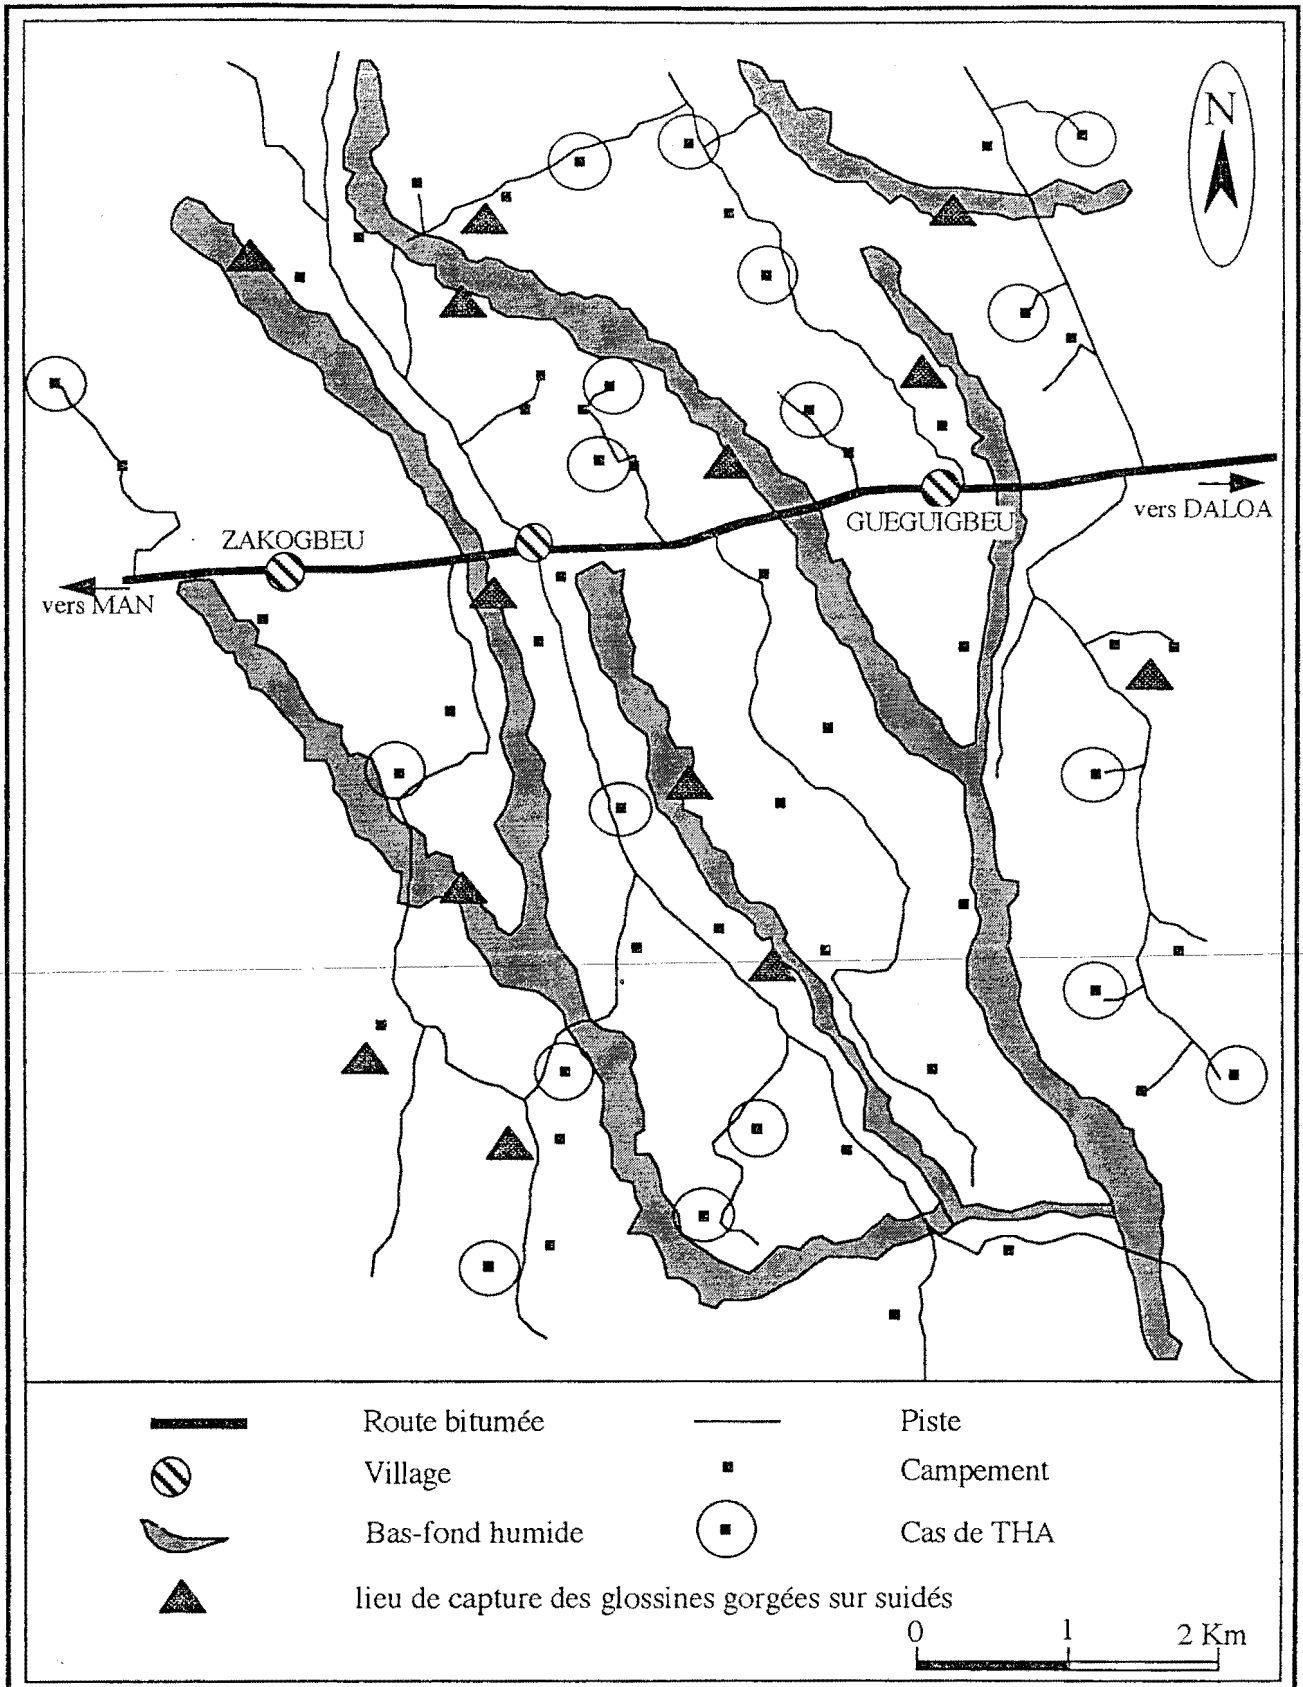 N
ZAKOGBEU
GUEGUIGBEU
vers DALOA
vers MAN
Route bitumée
Piste
Village
Campement
Bas-fond humide
Cas de THA
lieu de capture des glossines gorgées sur suidés
0 1 2 Km